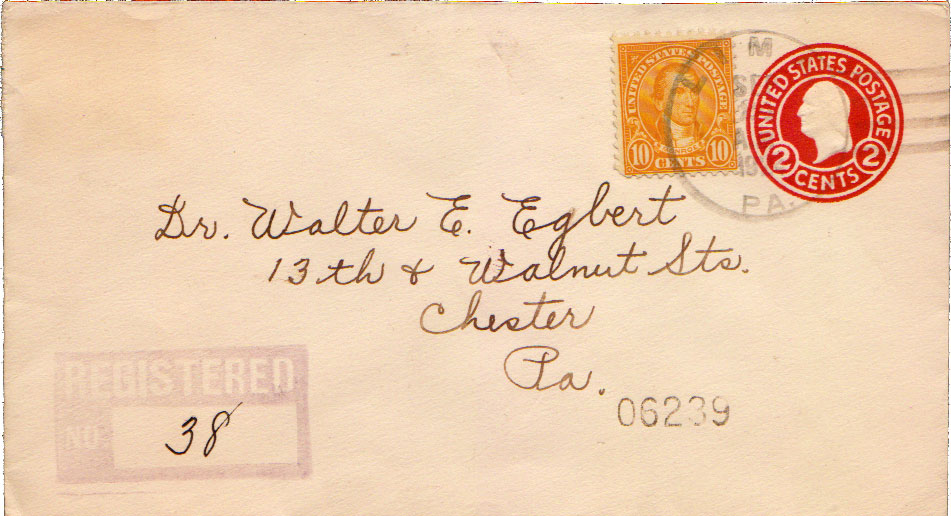 UNITED STATES POSTAGE
MONROE
10 CENTS 10
M
PA.
UNITED STATES POSTAGE
2 CENTS 2
Dr. Walter E. Egbert
13th & Walnut Sts.
Chester
Pa.
06239
REGISTERED
NO.
38